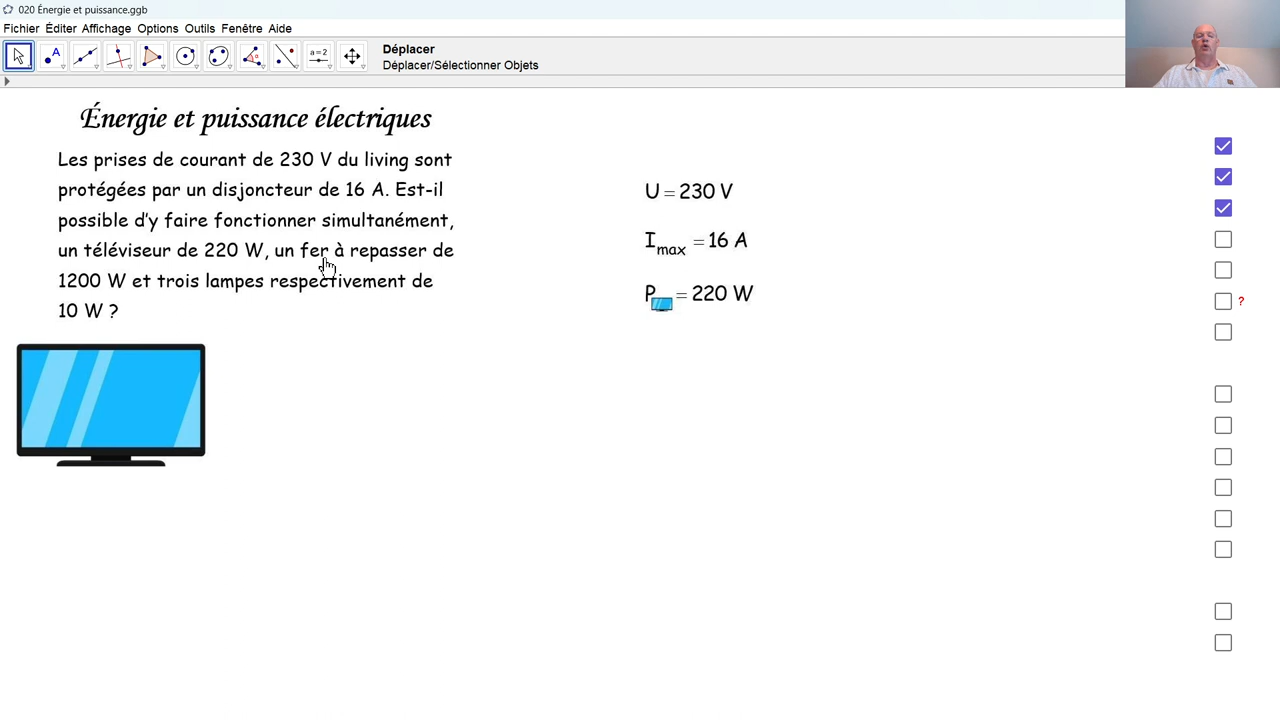 020 Énergie et puissance.ggb
Fichier Éditer Affichage Options Outils Fenêtre Aide
A
a=2
Déplacer
Déplacer/Sélectionner Objets
Énergie et puissance électriques
Les prises de courant de 230 V du living sont
protégées par un disjoncteur de 16 A. Est-il
possible d'y faire fonctionner simultanément,
un téléviseur de 220 W, un fer à repasser de
1200 W et trois lampes respectivement de
10 W ?
U = 230 V
Imax = 16 A
P = 220 W
?